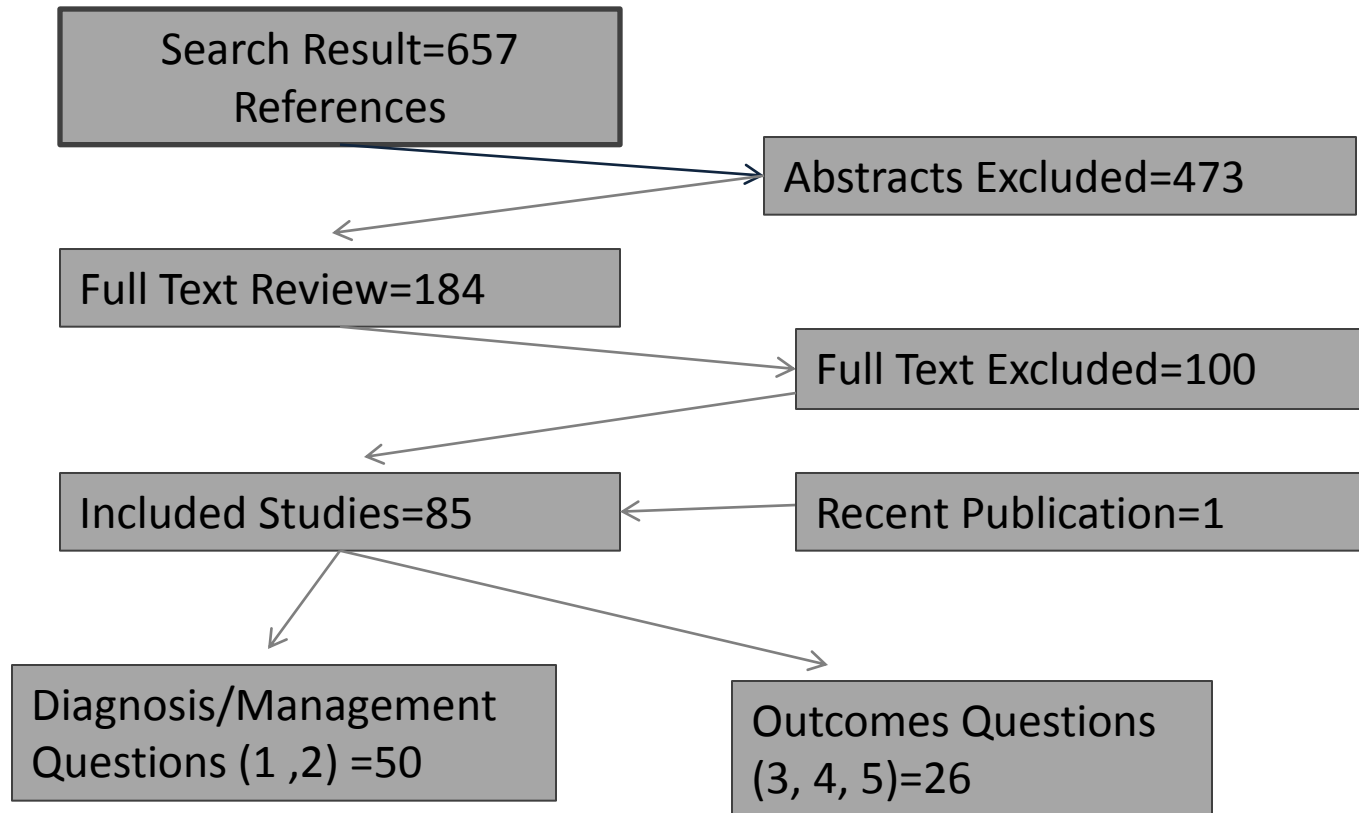 Search Result=657
References
Abstracts Excluded=473
Full Text Review=184
Full Text Excluded=100
Included Studies=85
Recent Publication=1
Diagnosis/Management
Questions (1 ,2) =50
Outcomes Questions
(3, 4, 5)=26